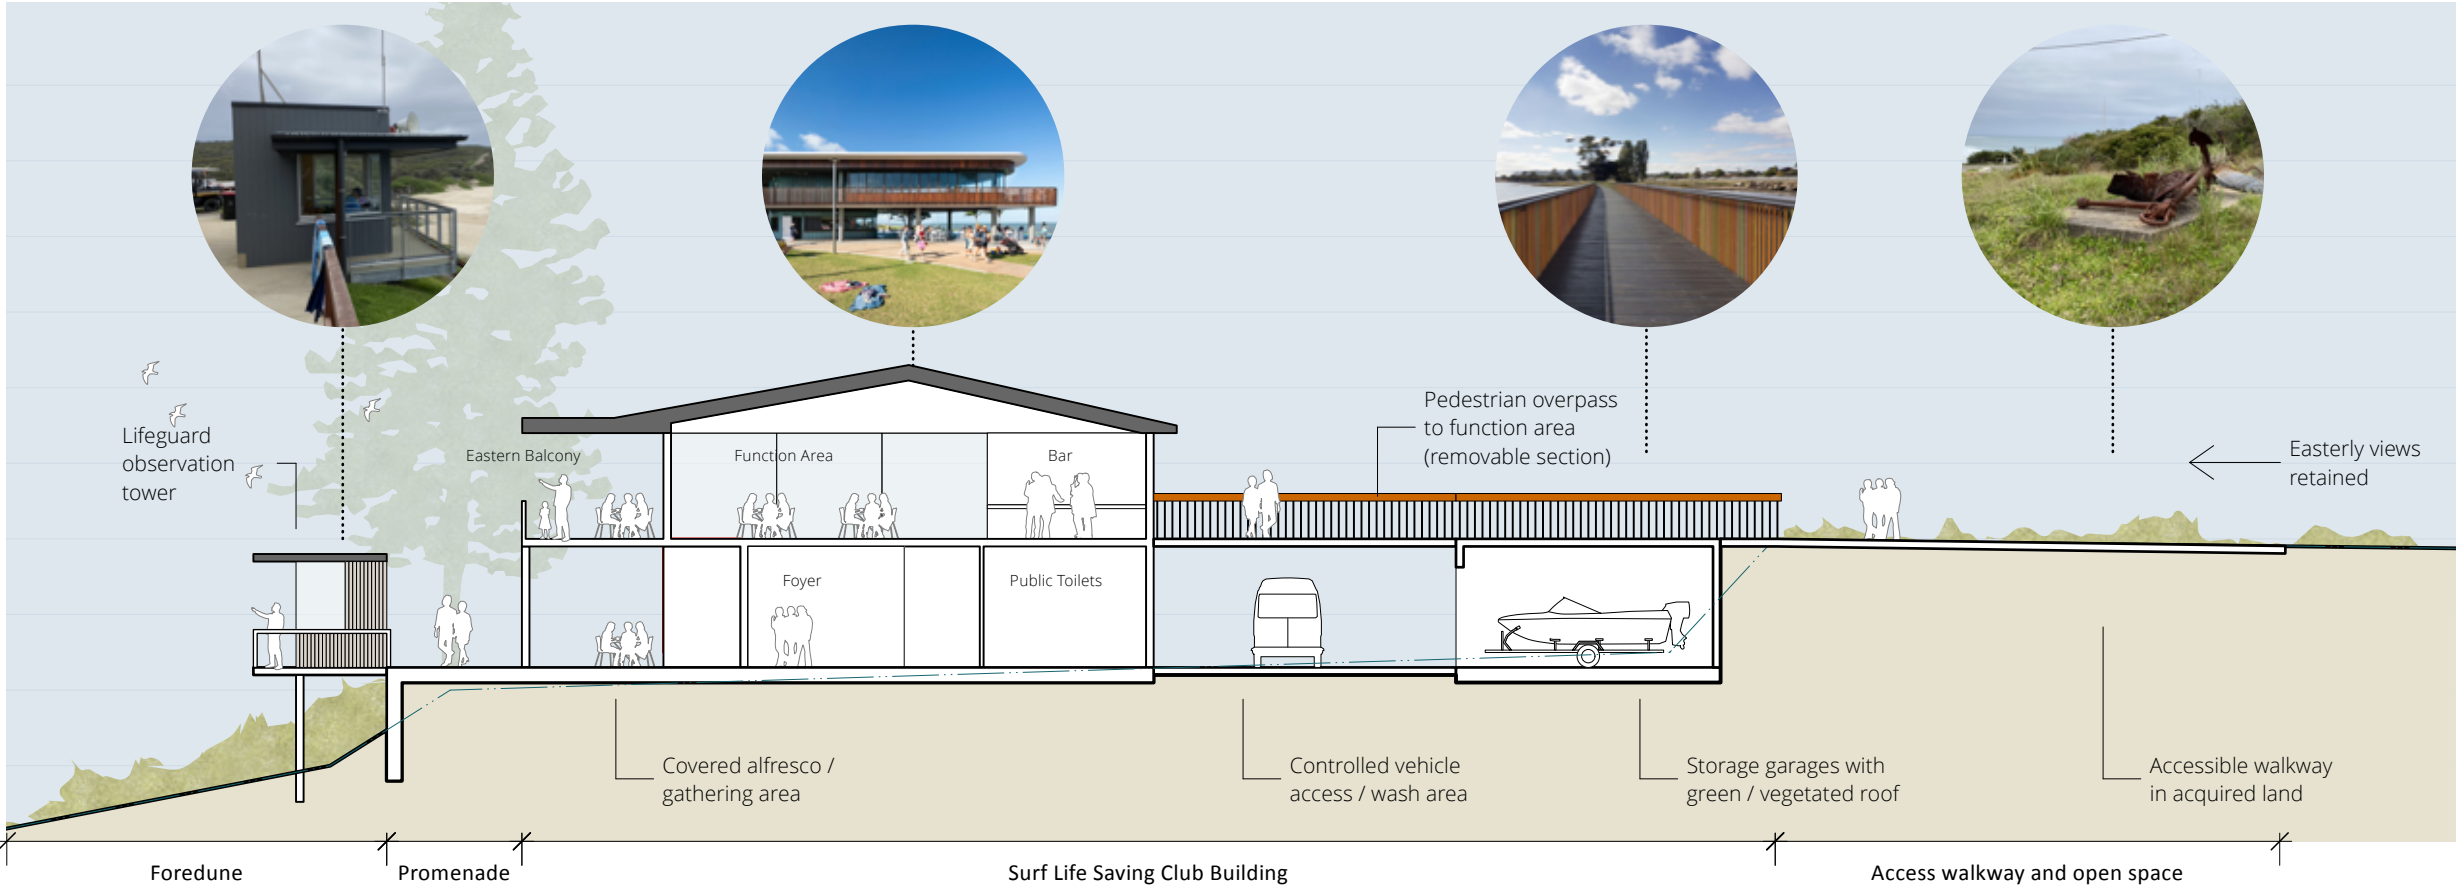 Lifeguard
observation
tower
Eastern Balcony
Function Area
Bar
Pedestrian overpass
to function area
(removable section)
Easterly views
retained
Foyer
Public Toilets
Covered alfresco /
gathering area
Controlled vehicle
access / wash area
Storage garages with
green / vegetated roof
Accessible walkway
in acquired land
Foredune
Promenade
Surf Life Saving Club Building
Access walkway and open space